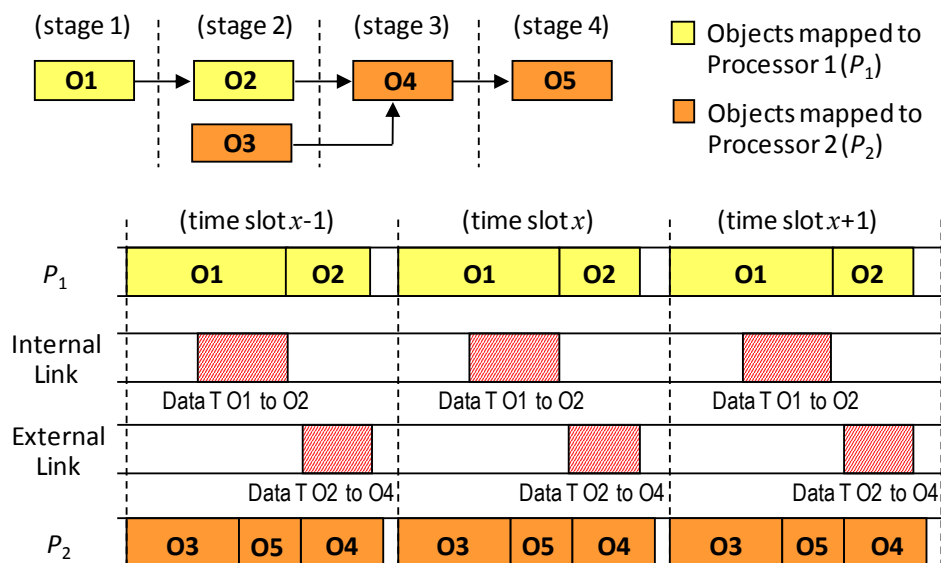 (stage 1) (stage 2) (stage 3) (stage 4)
Objects mapped to
Processor 1 (P1)
O1 O2 O4 O5
O3
Objects mapped to
Processor 2 (P2)
(time slot x-1) (time slot x) (time slot x+1)
P1 O1 O2 O1 O2 O1 O2
Internal
Link
Data T O1 to O2 Data T O1 to O2 Data T O1 to O2
External
Link
Data T O2 to O4 Data T O2 to O4 Data T O2 to O4
P2 O3 O5 O4 O3 O5 O4 O3 O5 O4